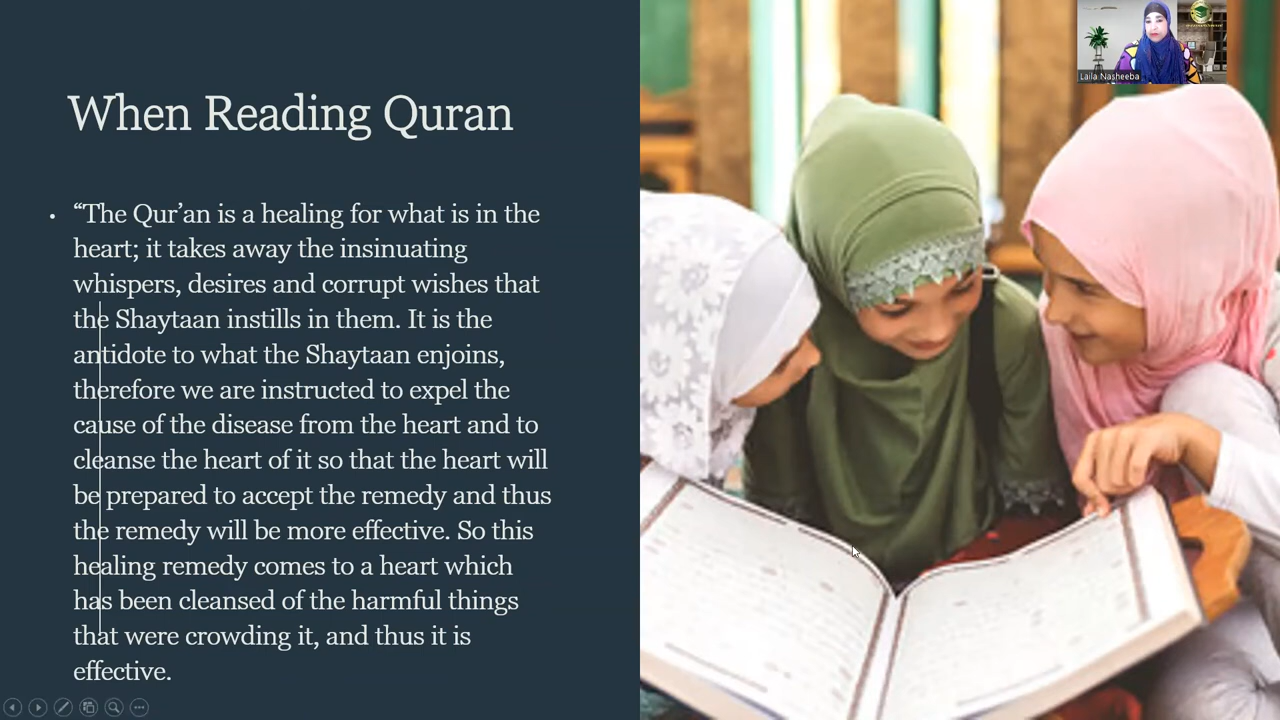 Laila Nasheeba
When Reading Quran
• “The Qur’an is a healing for what is in the
heart; it takes away the insinuating
whispers, desires and corrupt wishes that
the Shaytaan instills in them. It is the
antidote to what the Shaytaan enjoins,
therefore we are instructed to expel the
cause of the disease from the heart and to
cleanse the heart of it so that the heart will
be prepared to accept the remedy and thus
the remedy will be more effective. So this
healing remedy comes to a heart which
has been cleansed of the harmful things
that were crowding it, and thus it is
effective.